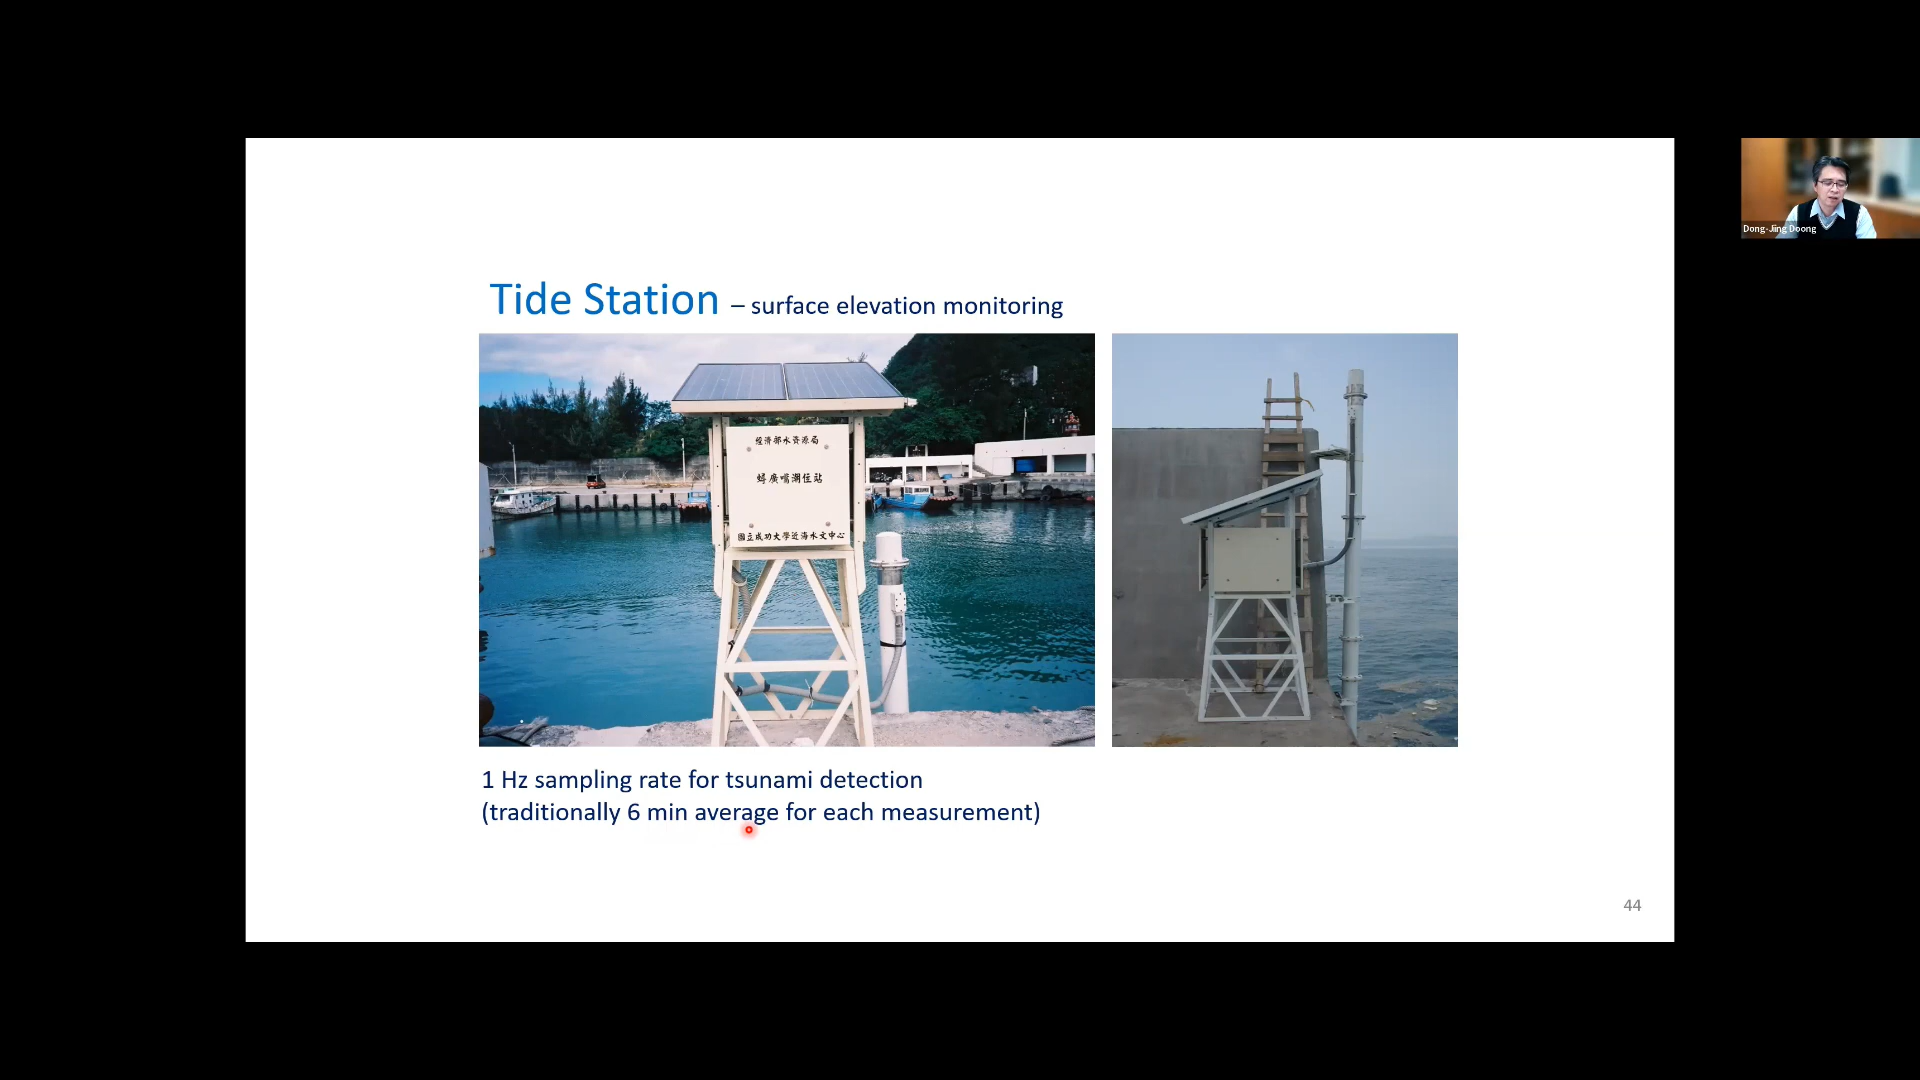 Tide Station – surface elevation monitoring
經濟部水資源局
蟳廣嘴潮位站
國立成功大學近海水文中心
1 Hz sampling rate for tsunami detection
(traditionally 6 min average for each measurement)
44
Dong-Jiing Doong